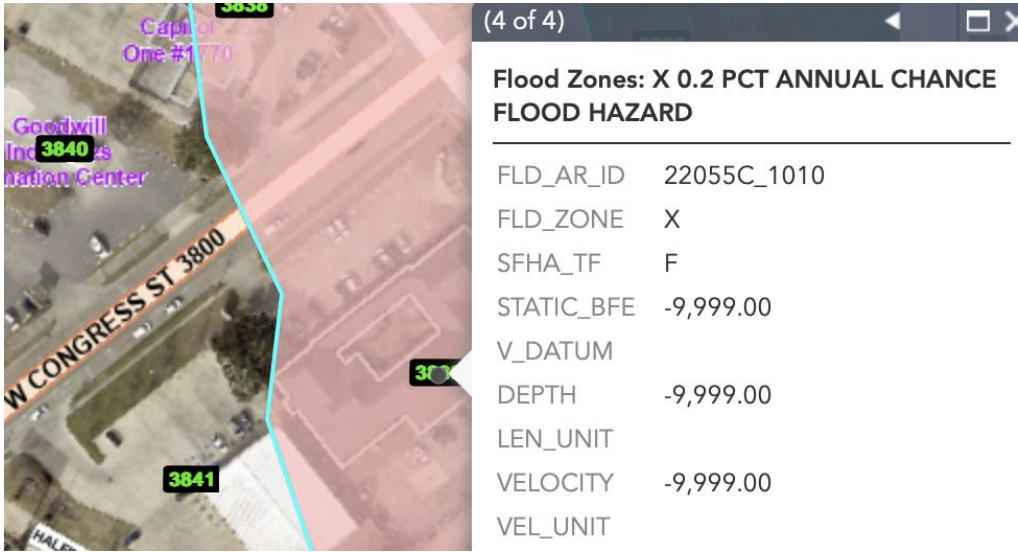 3838
Capitol
One #1770
Goodwill
3840
nation Center
W CONGRESS ST 3800
3841
(4 of 4)
Flood Zones: X 0.2 PCT ANNUAL CHANCE
FLOOD HAZARD
FLD_AR_ID 22055C_1010
FLD_ZONE X
SFHA_TF F
STATIC_BFE -9,999.00
V_DATUM
DEPTH -9,999.00
LEN_UNIT
VELOCITY -9,999.00
VEL_UNIT